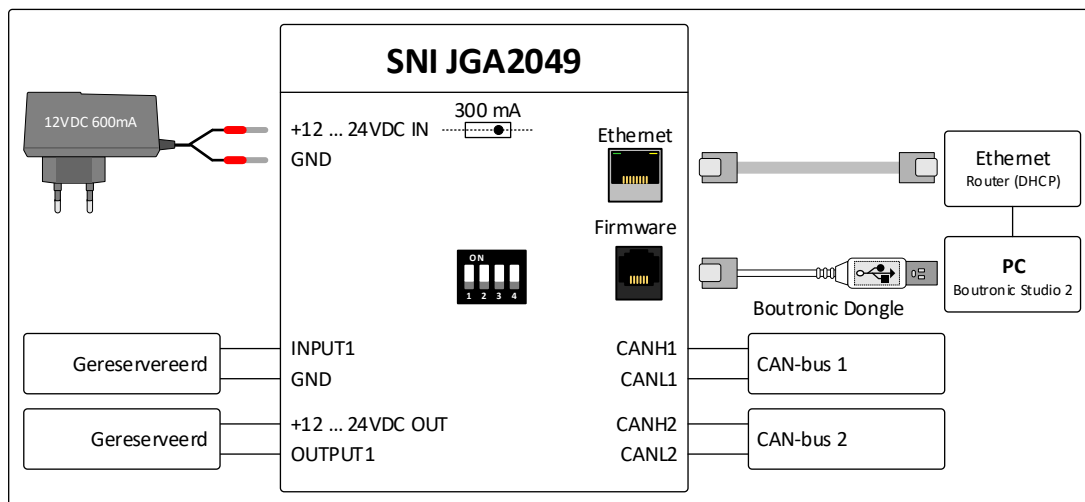 SNI JGA2049
12VDC 600mA
+12 ... 24VDC IN
300 mA
GND
Ethernet
Ethernet
Router (DHCP)
Firmware
ON
1 2 3 4
Boutronic Dongle
PC
Boutronic Studio 2
Gereservereerd
INPUT1
GND
CANH1
CANL1
CAN-bus 1
Gereserveerd
+12 ... 24VDC OUT
OUTPUT1
CANH2
CANL2
CAN-bus 2